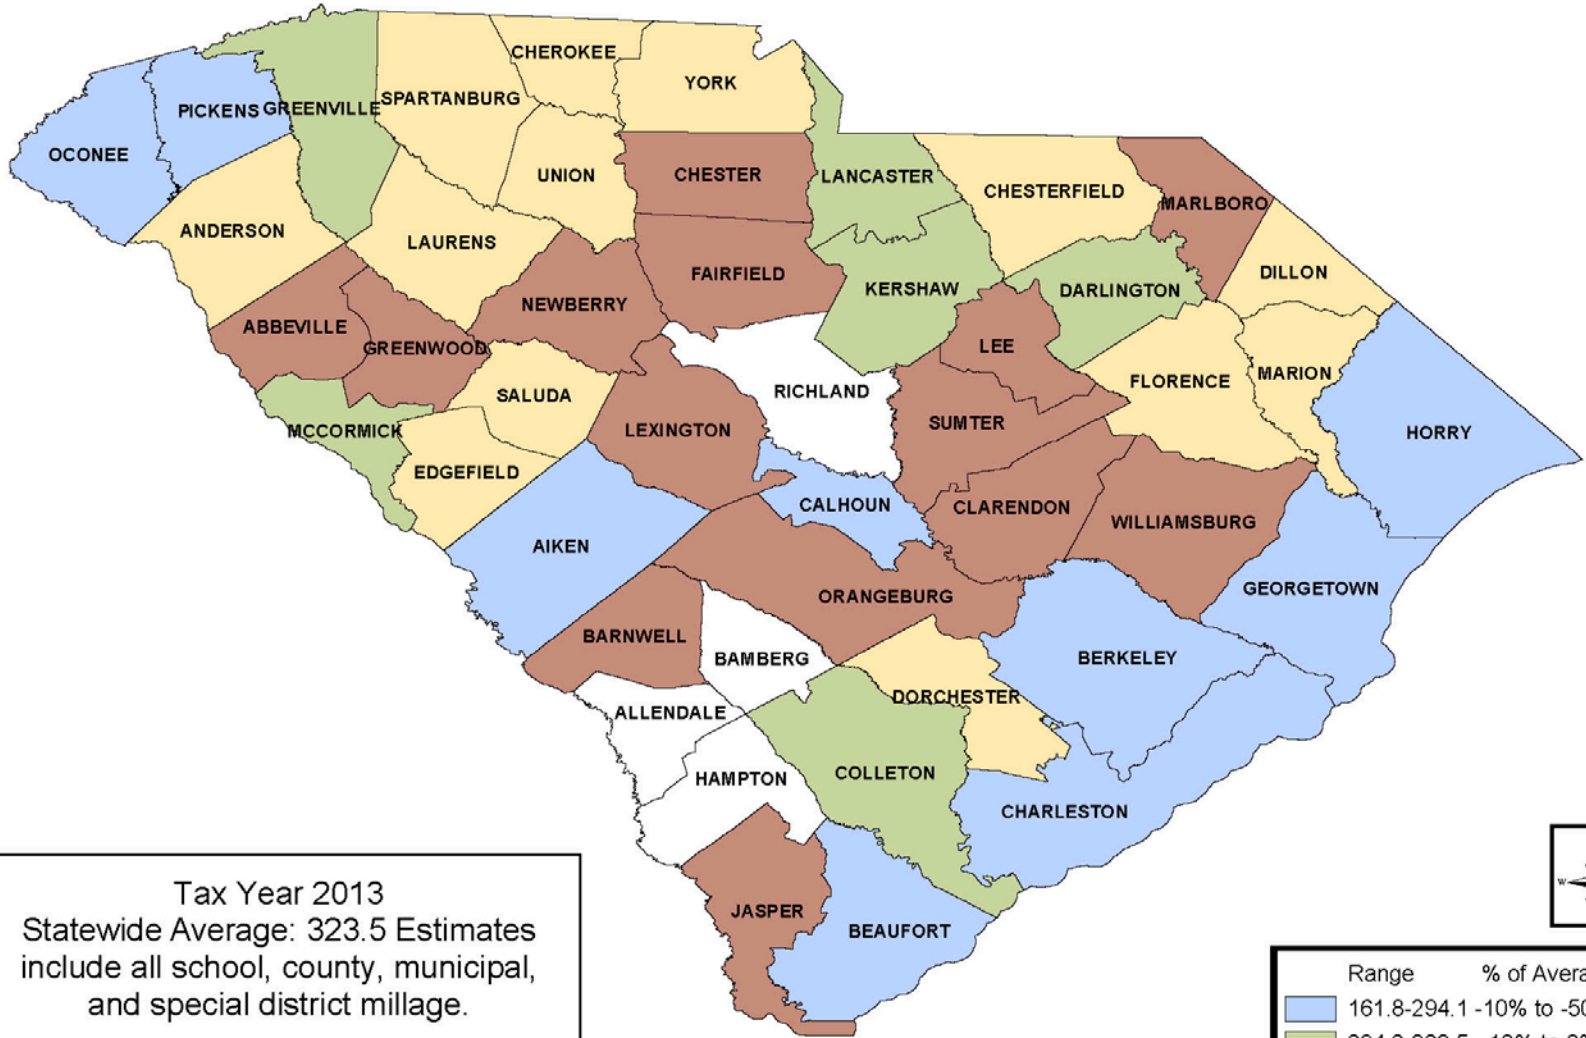 CHEROKEE
YORK
SPARTANBURG
PICKENS
GREENVILLE
OCONEE
UNION
CHESTER
LANCASTER
CHESTERFIELD
MARLBORO
ANDERSON
LAURENS
FAIRFIELD
KERSHAW
DARLINGTON
DILLON
NEWBERRY
ABBEVILLE
GREENWOOD
LEE
RICHLAND
FLORENCE
MARION
SALUDA
SUMTER
MCCORMICK
LEXINGTON
HORRY
EDGEFIELD
CALHOUN
CLARENDON
WILLIAMSBURG
AIKEN
ORANGEBURG
GEORGETOWN
BARNWELL
BAMBERG
BERKELEY
DORCHESTER
ALLENDALE
HAMPTON
COLLETON
CHARLESTON
JASPER
BEAUFORT
Tax Year 2013
Statewide Average: 323.5 Estimates
include all school, county, municipal,
and special district millage.
W
Range % of Avera
161.8-294.1 -10% to -50